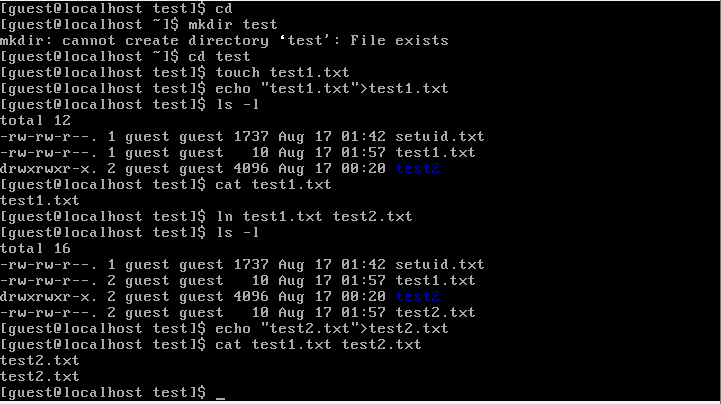 [guest@localhost test]$ cd
[guest@localhost ~]$ mkdir test
mkdir: cannot create directory ‘test’: File exists
[guest@localhost ~]$ cd test
[guest@localhost test]$ touch test1.txt
[guest@localhost test]$ echo "test1.txt">test1.txt
[guest@localhost test]$ ls -l
total 12
-rw-rw-r--. 1 guest guest 1737 Aug 17 01:42 setuid.txt
-rw-rw-r--. 1 guest guest   10 Aug 17 01:57 test1.txt
drwxrwxr-x. 2 guest guest 4096 Aug 17 00:20 test2
[guest@localhost test]$ cat test1.txt
test1.txt
[guest@localhost test]$ ln test1.txt test2.txt
[guest@localhost test]$ ls -l
total 16
-rw-rw-r--. 1 guest guest 1737 Aug 17 01:42 setuid.txt
-rw-rw-r--. 2 guest guest   10 Aug 17 01:57 test1.txt
drwxrwxr-x. 2 guest guest 4096 Aug 17 00:20 test2
-rw-rw-r--. 2 guest guest   10 Aug 17 01:57 test2.txt
[guest@localhost test]$ echo "test2.txt">test2.txt
[guest@localhost test]$ cat test1.txt test2.txt
test2.txt
test2.txt
[guest@localhost test]$ _